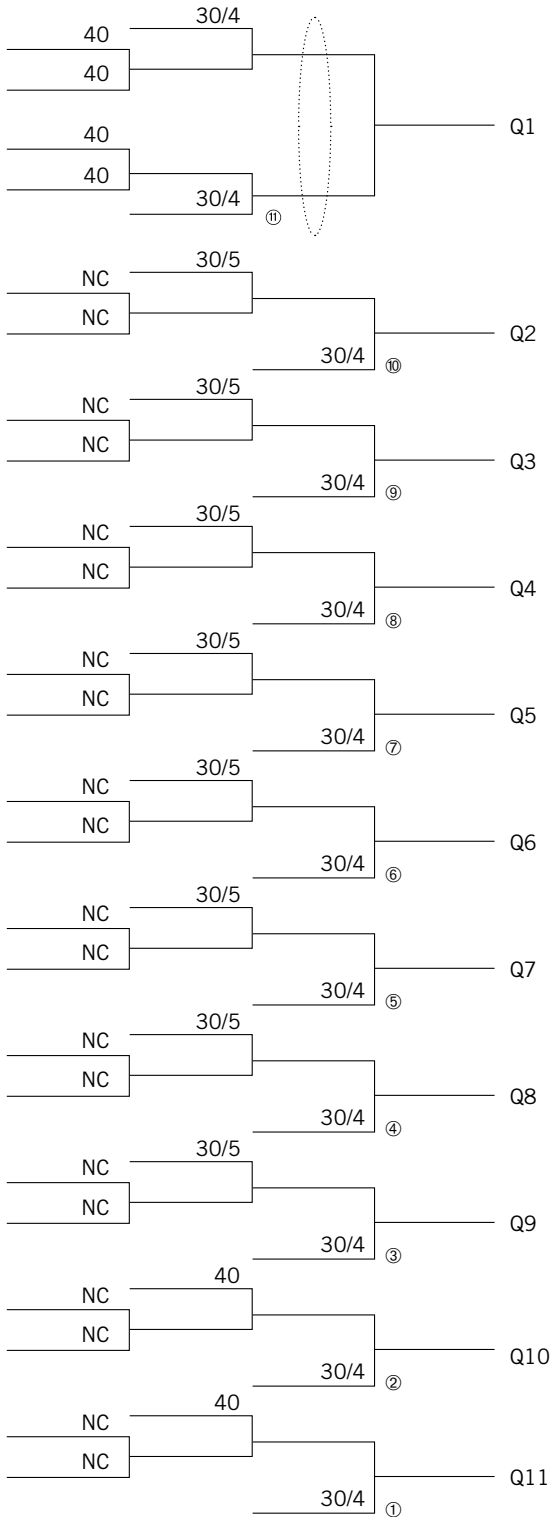 30/4
40
40
Q1
40
40
30/4 ⑪
30/5
NC
NC
Q2
30/4 ⑩
30/5
NC
NC
Q3
30/4 ⑨
30/5
NC
NC
Q4
30/4 ⑧
30/5
NC
NC
Q5
30/4 ⑦
30/5
NC
NC
Q6
30/4 ⑥
30/5
NC
NC
Q7
30/4 ⑤
30/5
NC
NC
Q8
30/4 ④
30/5
NC
NC
Q9
30/4 ③
40
NC
NC
Q10
30/4 ②
40
NC
NC
Q11
30/4 ①